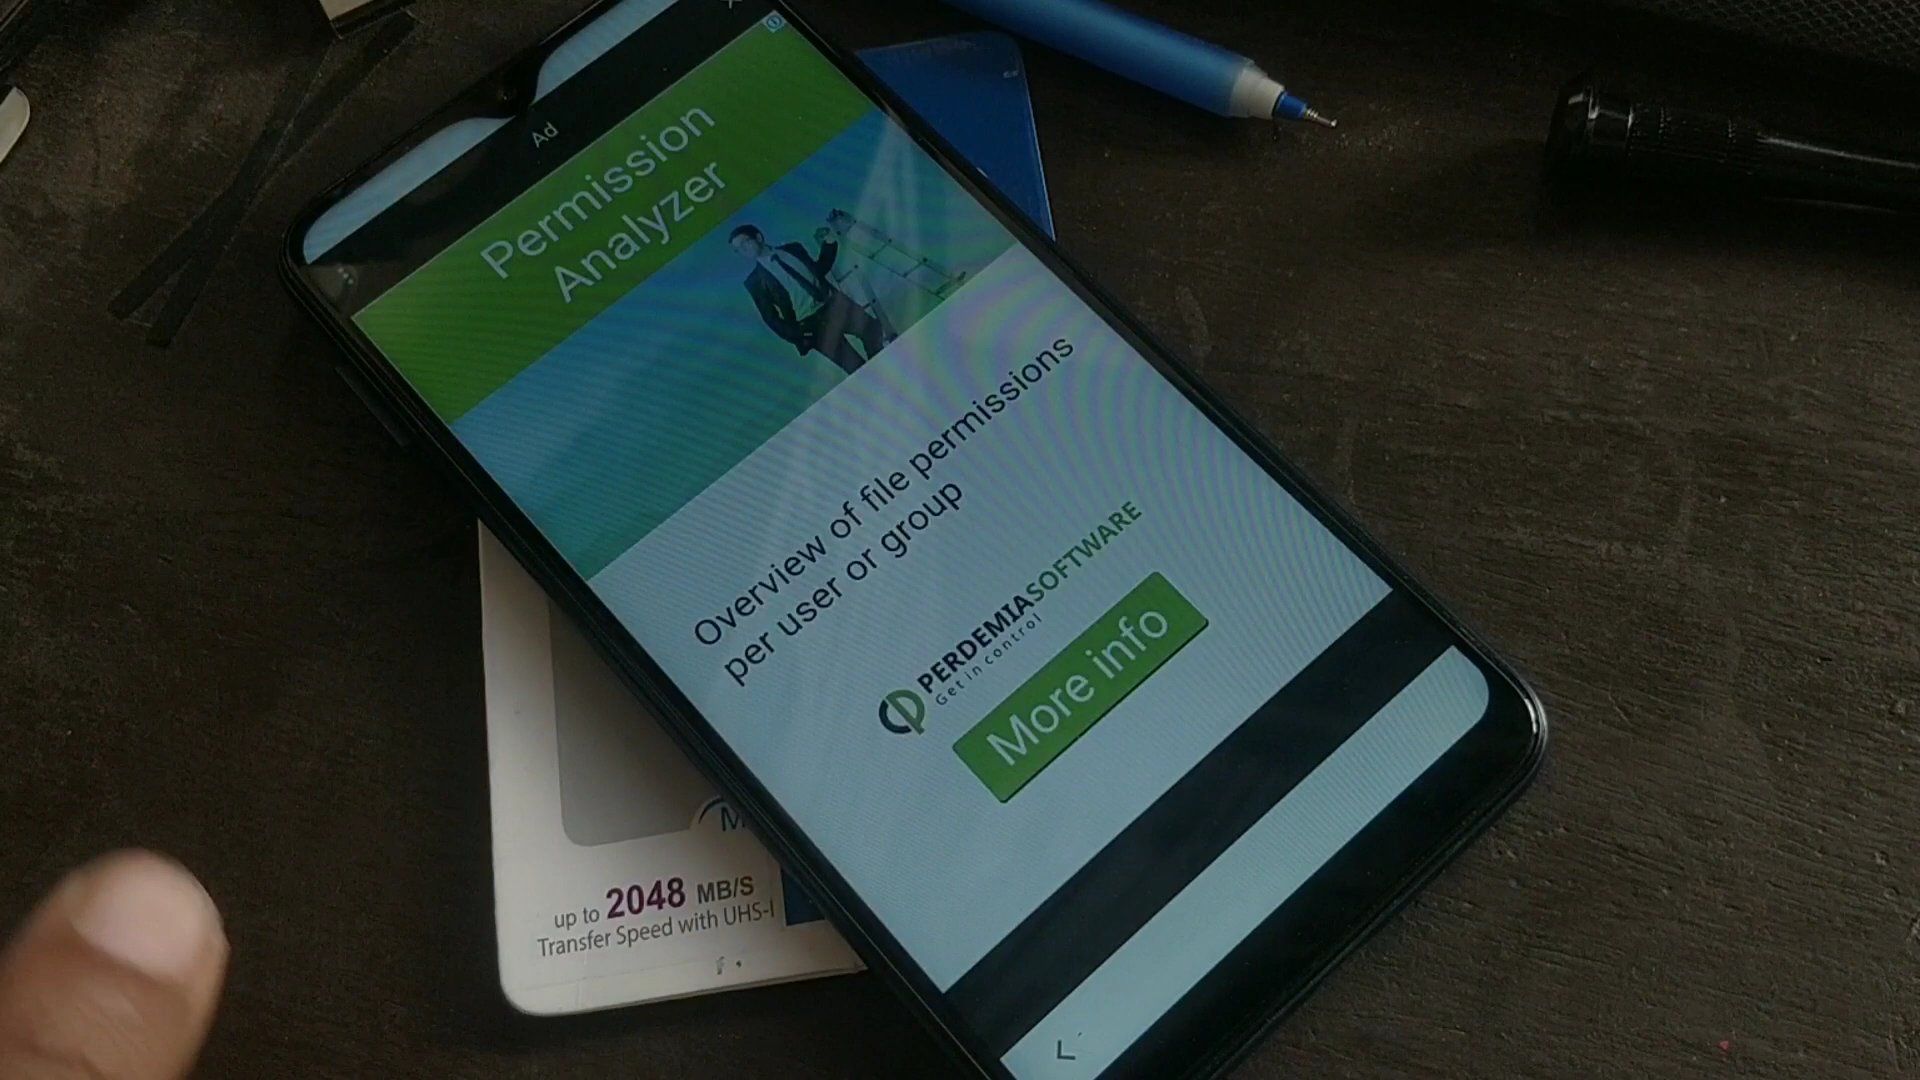 Ad
Permission
Analyzer
Overview of file permissions
per user or group
PERDEMIASOFTWARE
Get in control
More info
up to 2048 MB/S
Transfer Speed with UHS-I